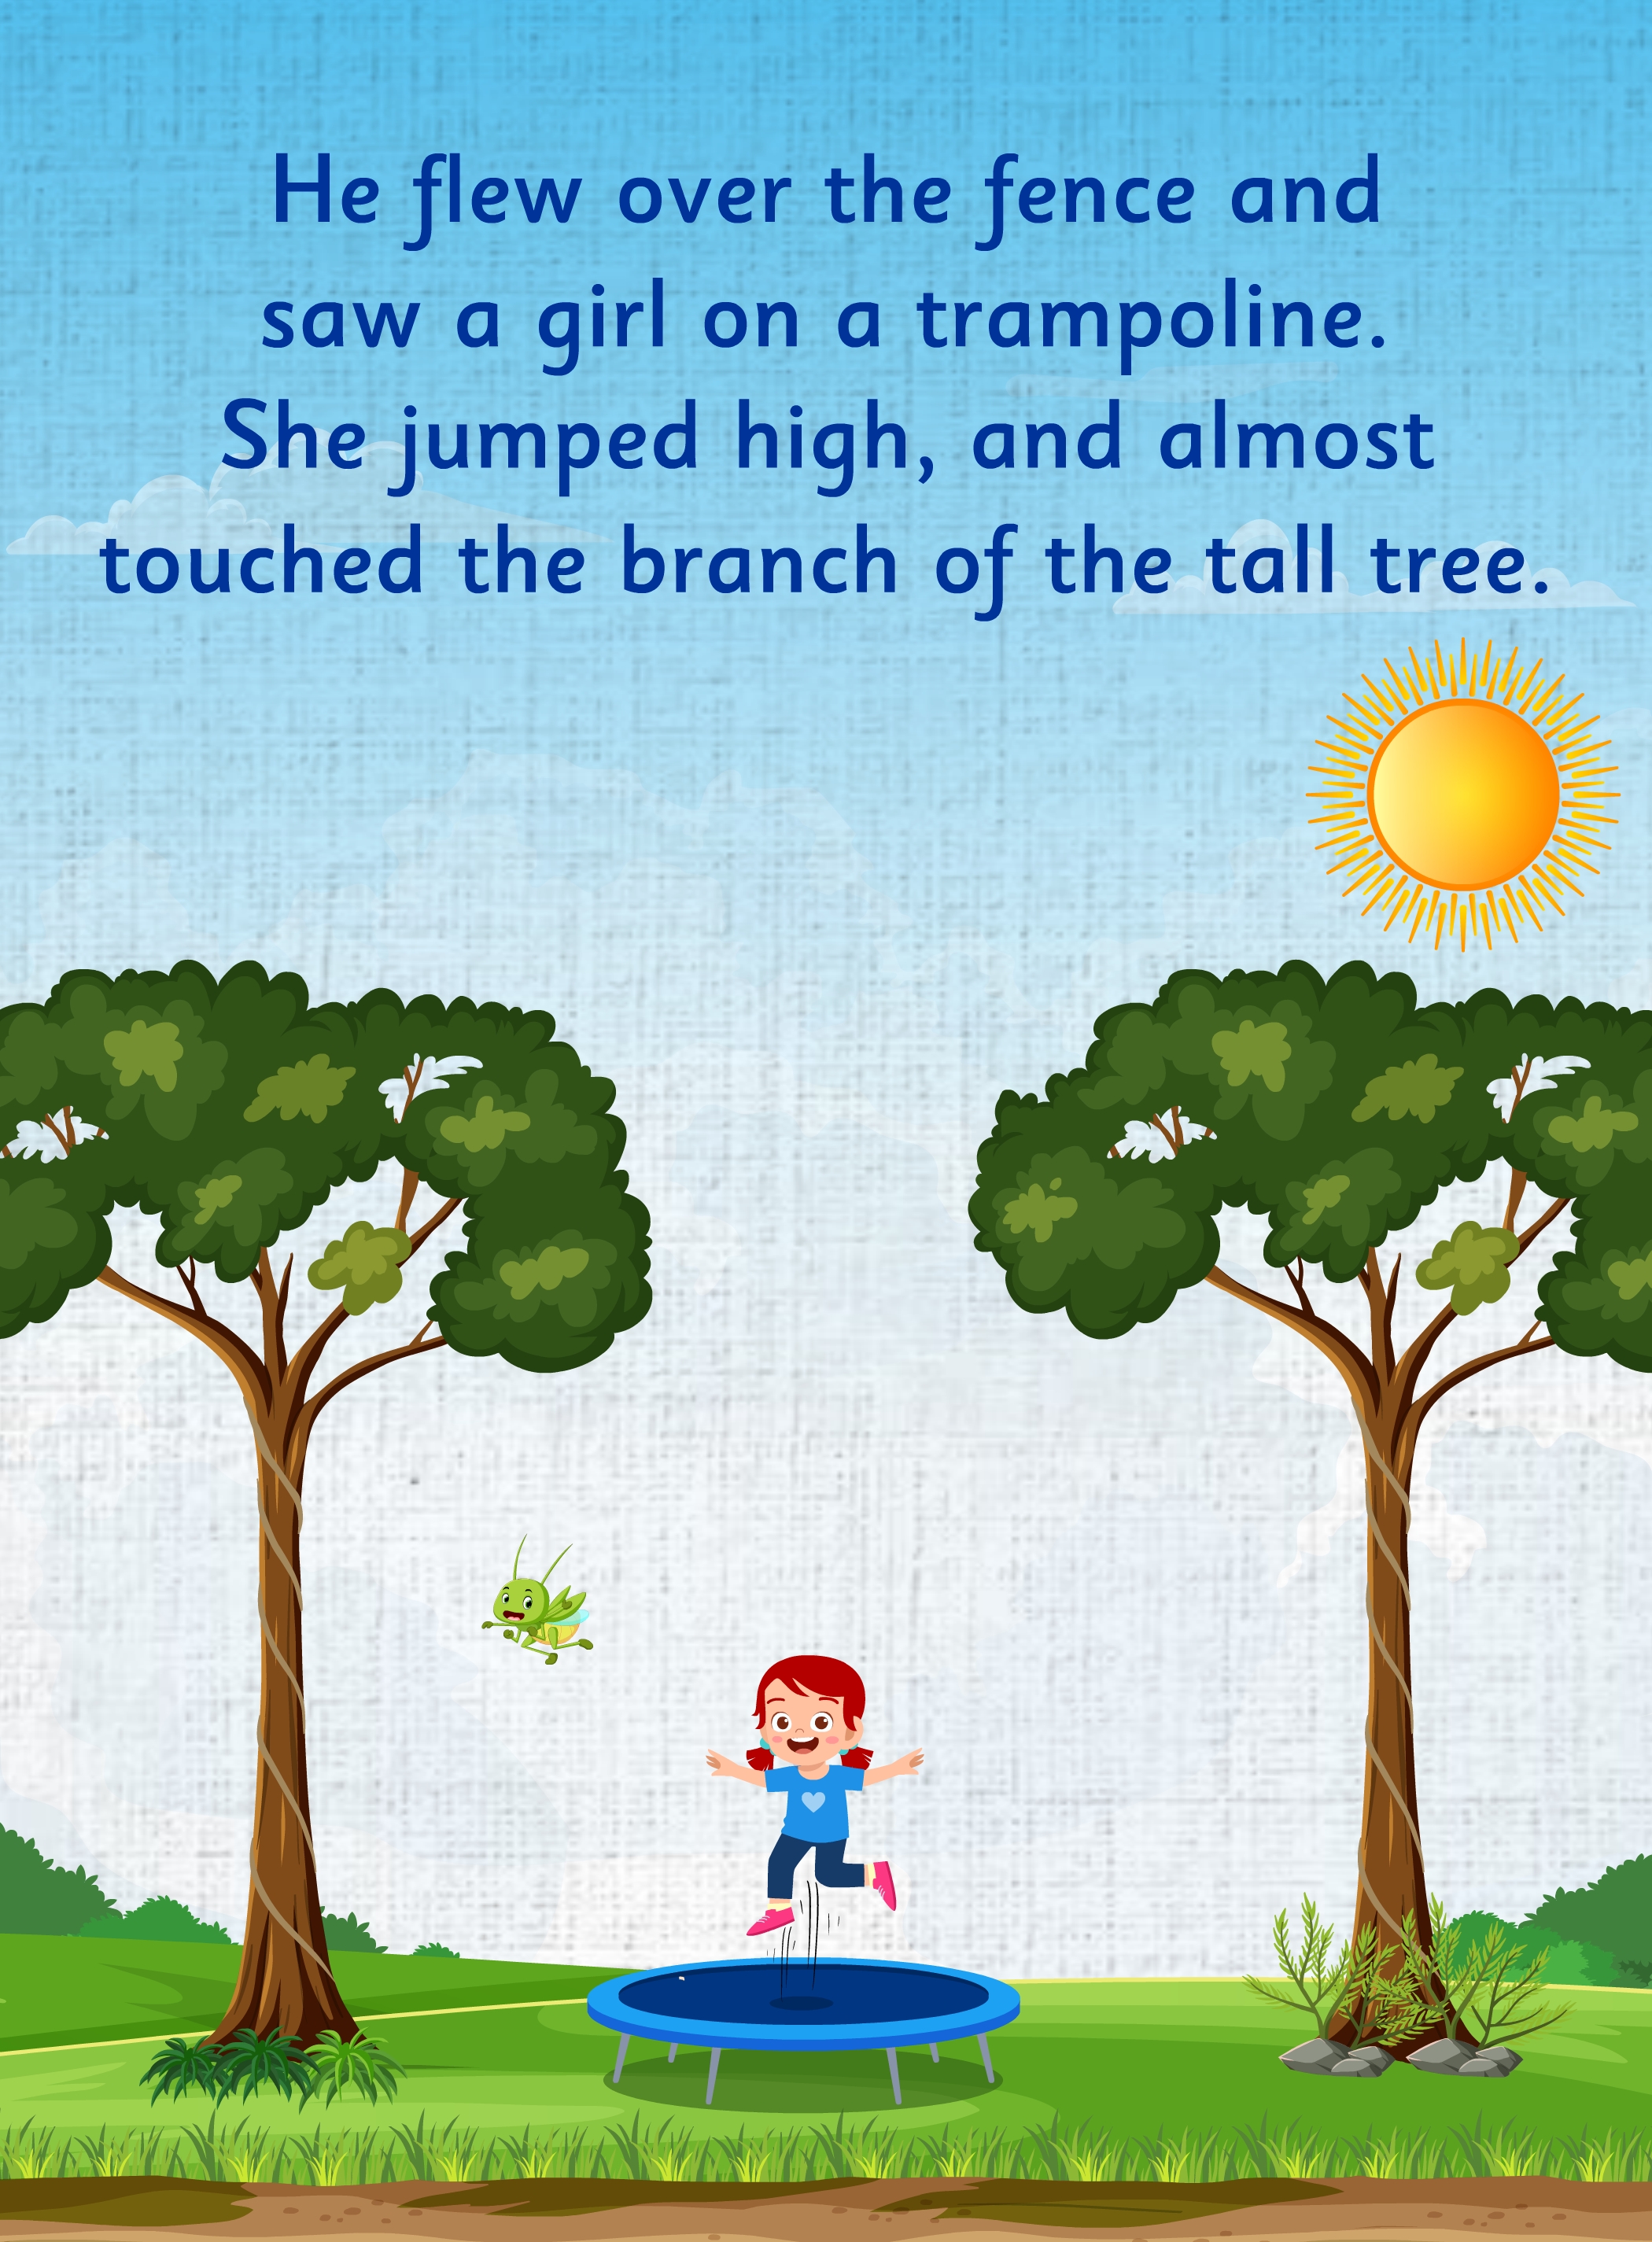 He flew over the fence and
saw a girl on a trampoline.
She jumped high, and almost
touched the branch of the tall tree.